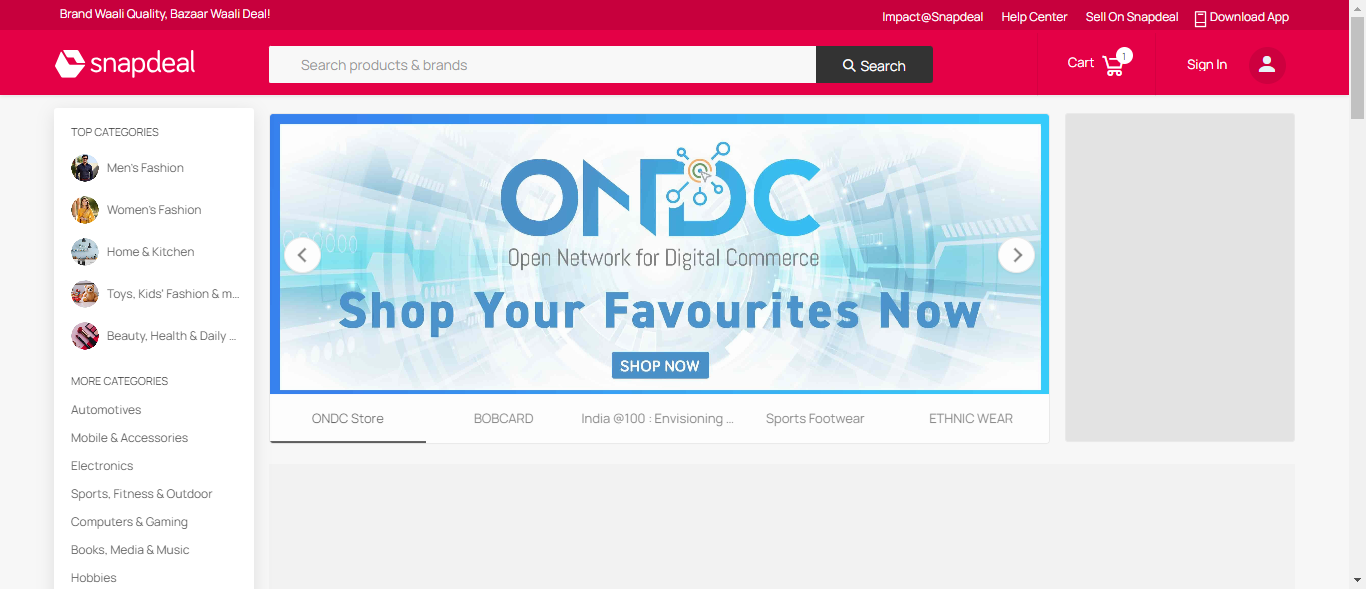 Brand Waali Quality, Bazaar Waali Deal!
Impact@Snapdeal
Help Center
Sell On Snapdeal
Download App
snapdeal
Search products & brands
Search
Cart
1
Sign In
TOP CATEGORIES
Men's Fashion
Women's Fashion
Home & Kitchen
Toys, Kids' Fashion & m...
Beauty, Health & Daily ...
MORE CATEGORIES
Automotives
Mobile & Accessories
Electronics
Sports, Fitness & Outdoor
Computers & Gaming
Books, Media & Music
Hobbies
ONDC
Open Network for Digital Commerce
Shop Your Favourites Now
SHOP NOW
ONDC Store
BOBCARD
India @100 : Envisioning ...
Sports Footwear
ETHNIC WEAR